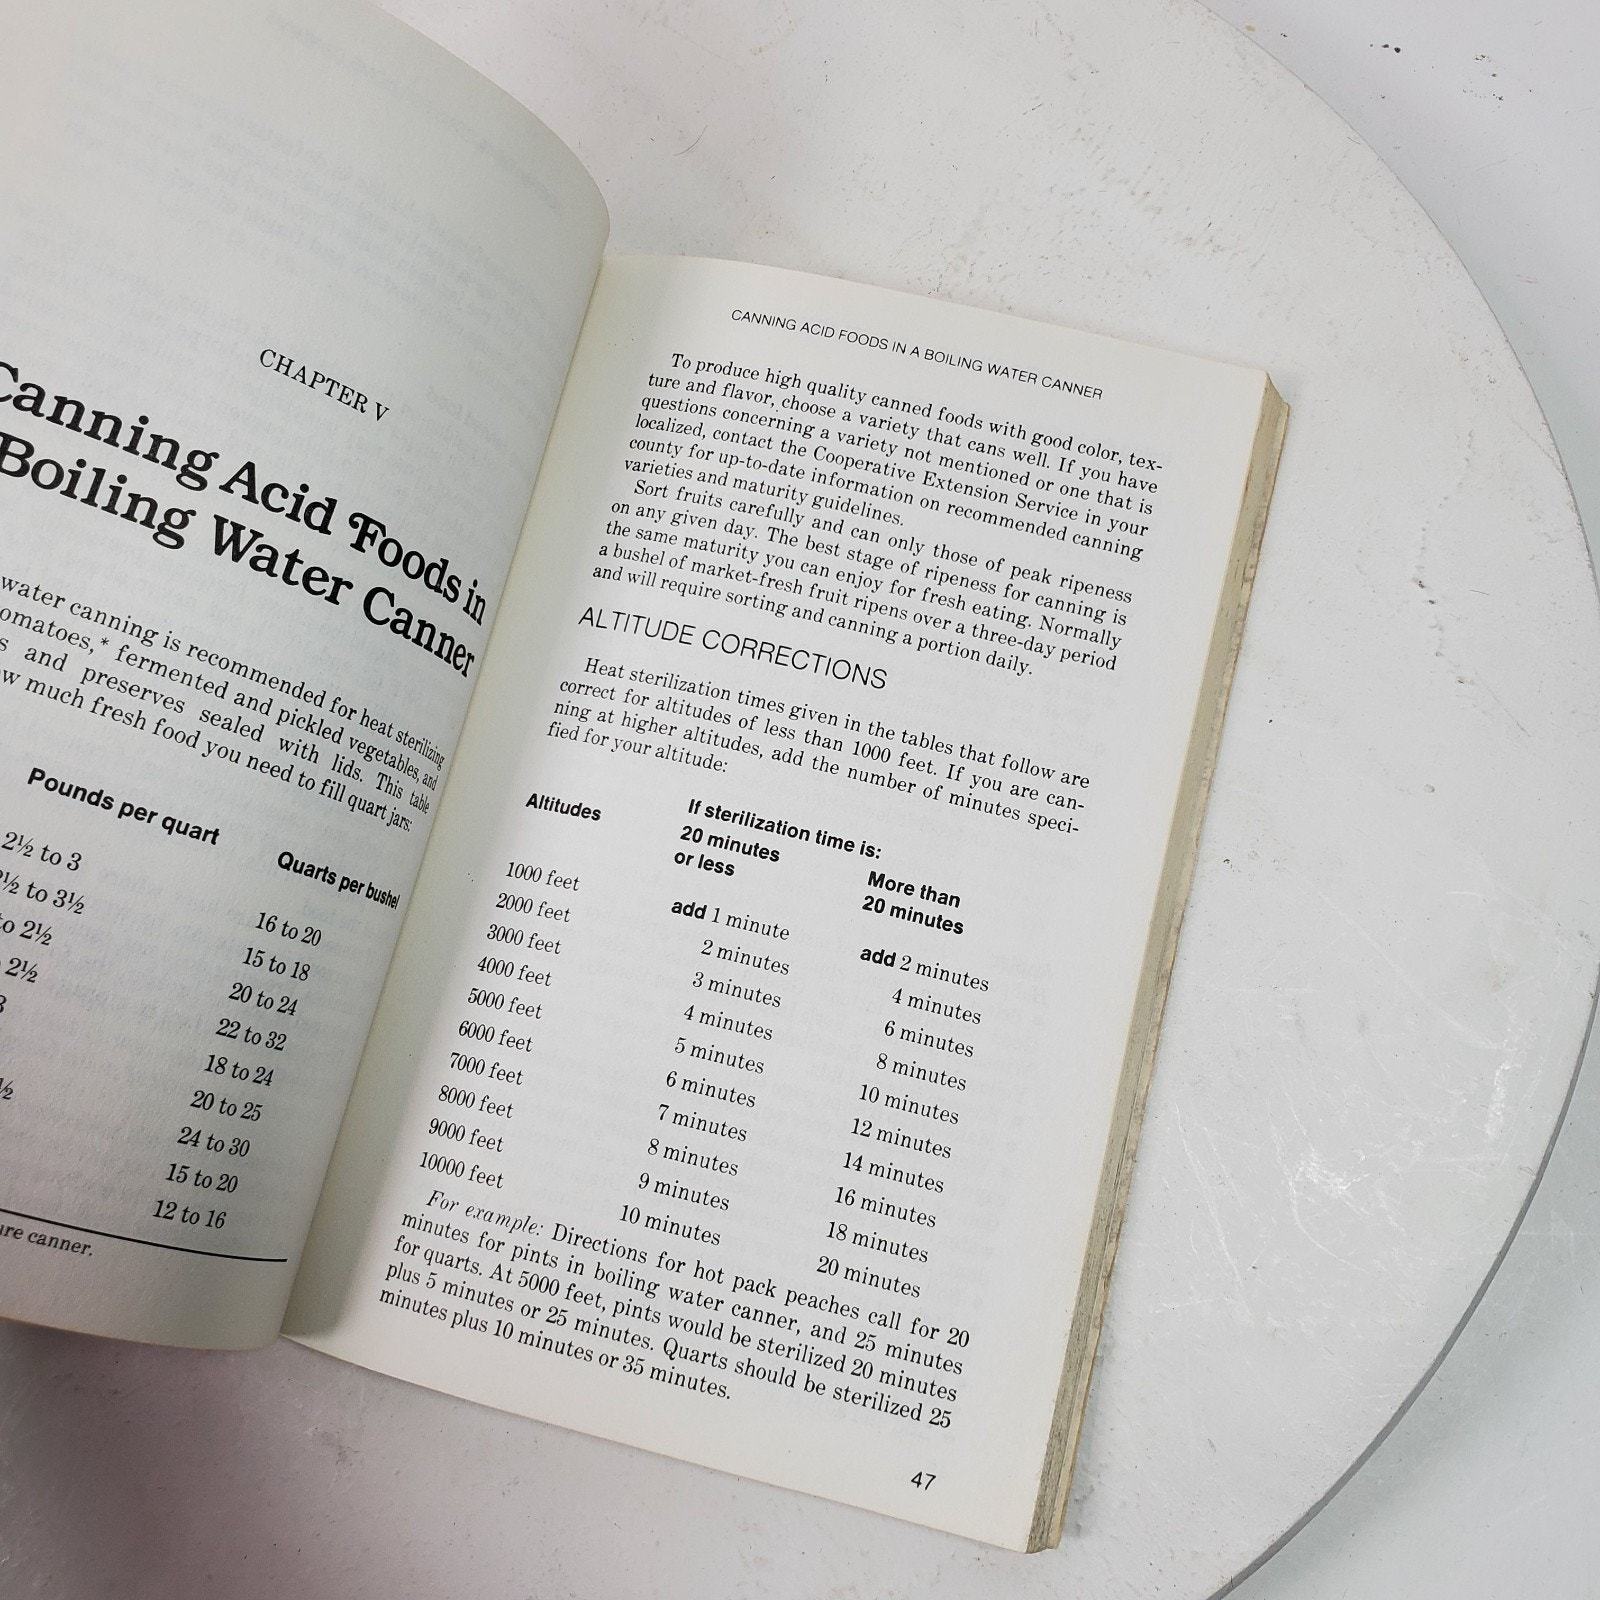 CHAPTER V
Canning Acid Foods in
Boiling Water Canner
water canning is recommended for heat sterilizing
omatoes,* fermented and pickled vegetables, and
and preserves sealed with lids. This table
much fresh food you need to fill quart jars:
Pounds per quart
Quarts per bushel
2½ to 3
½ to 3½
to 2½
2½
3
½
16 to 20
15 to 18
20 to 24
22 to 32
18 to 24
20 to 25
24 to 30
15 to 20
12 to 16
canner.
CANNING ACID FOODS IN A BOILING WATER CANNER
To produce high quality canned foods with good color, tex-
ture and flavor, choose a variety that cans well. If you have
questions concerning a variety not mentioned or one that is
localized, contact the Cooperative Extension Service in your
county for up-to-date information on recommended canning
varieties and maturity guidelines.
Sort fruits carefully and can only those of peak ripeness
on any given day. The best stage of ripeness for canning is
the same maturity you can enjoy for fresh eating. Normally
a bushel of market-fresh fruit ripens over a three-day period
and will require sorting and canning a portion daily.
ALTITUDE CORRECTIONS
Heat sterilization times given in the tables that follow are
correct for altitudes of less than 1000 feet. If you are can-
ning at higher altitudes, add the number of minutes speci-
fied for your altitude:
Altitudes
If sterilization time is:
20 minutes
or less
More than
20 minutes
1000 feet add 1 minute add 2 minutes
2000 feet 2 minutes 4 minutes
3000 feet 3 minutes 6 minutes
4000 feet 4 minutes 8 minutes
5000 feet 5 minutes 10 minutes
6000 feet 6 minutes 12 minutes
7000 feet 7 minutes 14 minutes
8000 feet 8 minutes 16 minutes
9000 feet 9 minutes 18 minutes
10000 feet 10 minutes 20 minutes
For example: Directions for hot pack peaches call for 20
minutes for pints in boiling water canner, and 25 minutes
for quarts. At 5000 feet, pints would be sterilized 20 minutes
plus 5 minutes or 25 minutes. Quarts should be sterilized 25
minutes plus 10 minutes or 35 minutes.
47